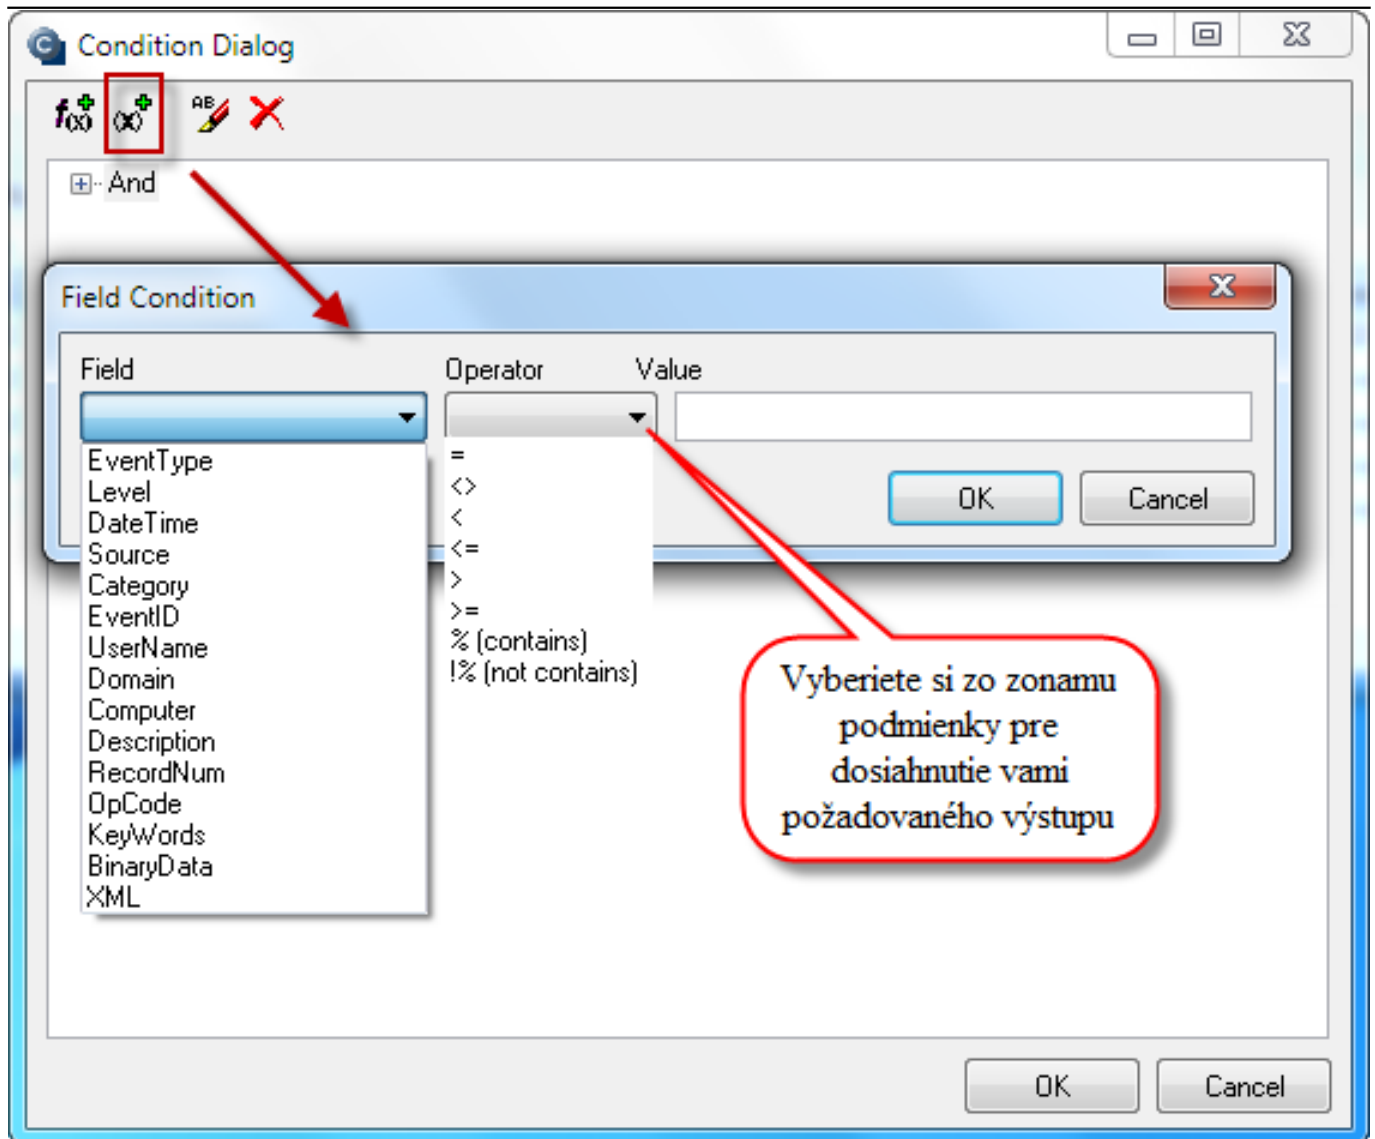 Condition Dialog
f(x) (x) AB
And
Field Condition
Field Operator Value
EventType
Level
DateTime
Source
Category
EventID
UserName
Domain
Computer
Description
RecordNum
OpCode
KeyWords
BinaryData
XML
=
<>
<
<=
>
>=
% (contains)
!% (not contains)
OK Cancel
Vyberiete si zo zonamu
podmienky pre
dosiahnutie vami
požadovaného výstupu
OK Cancel